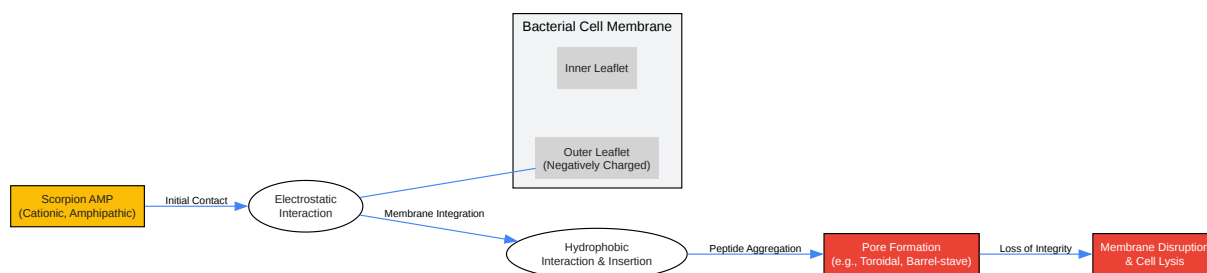 Bacterial Cell Membrane
Inner Leaflet
Outer Leaflet
(Negatively Charged)
Scorpion AMP
(Cationic, Amphipathic)
Initial Contact
Electrostatic
Interaction
Membrane Integration
Hydrophobic
Interaction & Insertion
Peptide Aggregation
Pore Formation
(e.g., Toroidal, Barrel-stave)
Loss of Integrity
Membrane Disruption
& Cell Lysis